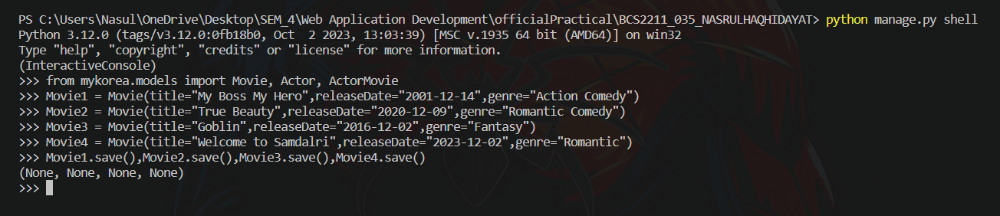 PS C:\Users\Nasul\OneDrive\Desktop\SEM_4\Web Application Development\officialPractical\BCS2211_035_NASRULHAQHIDAYAT> python manage.py shell
Python 3.12.0 (tags/v3.12.0:0fb18b0, Oct  2 2023, 13:03:39) [MSC v.1935 64 bit (AMD64)] on win32
Type "help", "copyright", "credits" or "license" for more information.
(InteractiveConsole)
>>> from mykorea.models import Movie, Actor, ActorMovie
>>> Movie1 = Movie(title="My Boss My Hero",releaseDate="2001-12-14",genre="Action Comedy")
>>> Movie2 = Movie(title="True Beauty",releaseDate="2020-12-09",genre="Romantic Comedy")
>>> Movie3 = Movie(title="Goblin",releaseDate="2016-12-02",genre="Fantasy")
>>> Movie4 = Movie(title="Welcome to Samdalri",releaseDate="2023-12-02",genre="Romantic")
>>> Movie1.save(),Movie2.save(),Movie3.save(),Movie4.save()
(None, None, None, None)
>>>